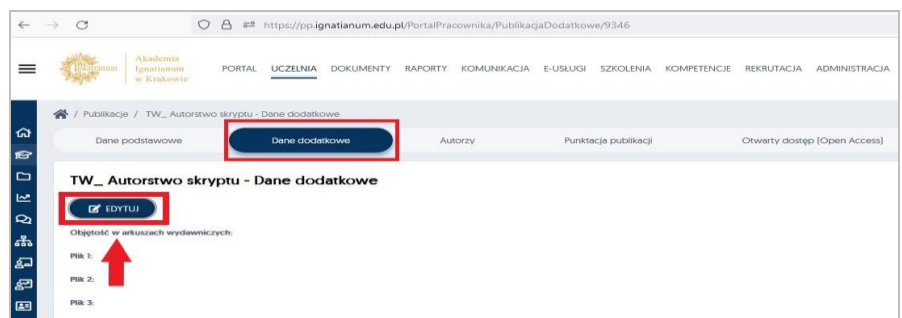 https://pp.ignatianum.edu.pl/PortalPracownika/PublikacjaDodatkowe/9346
Ignatianum
Akademia
Ignatianum
w Krakowie
PORTAL UCZELNIA DOKUMENTY RAPORTY KOMUNIKACJA E-USŁUGI SZKOLENIA KOMPETENCJE REKRUTACJA ADMINISTRACJA
/ Publikacje / TW_ Autorstwo skryptu - Dane dodatkowe
Dane podstawowe Dane dodatkowe Autorzy Punktacja publikacji Otwarty dostęp [Open Access]
TW_ Autorstwo skryptu - Dane dodatkowe
EDYTUJ
Objętość w arkuszach wydawniczych:
Plik 1:
Plik 2:
Plik 3: